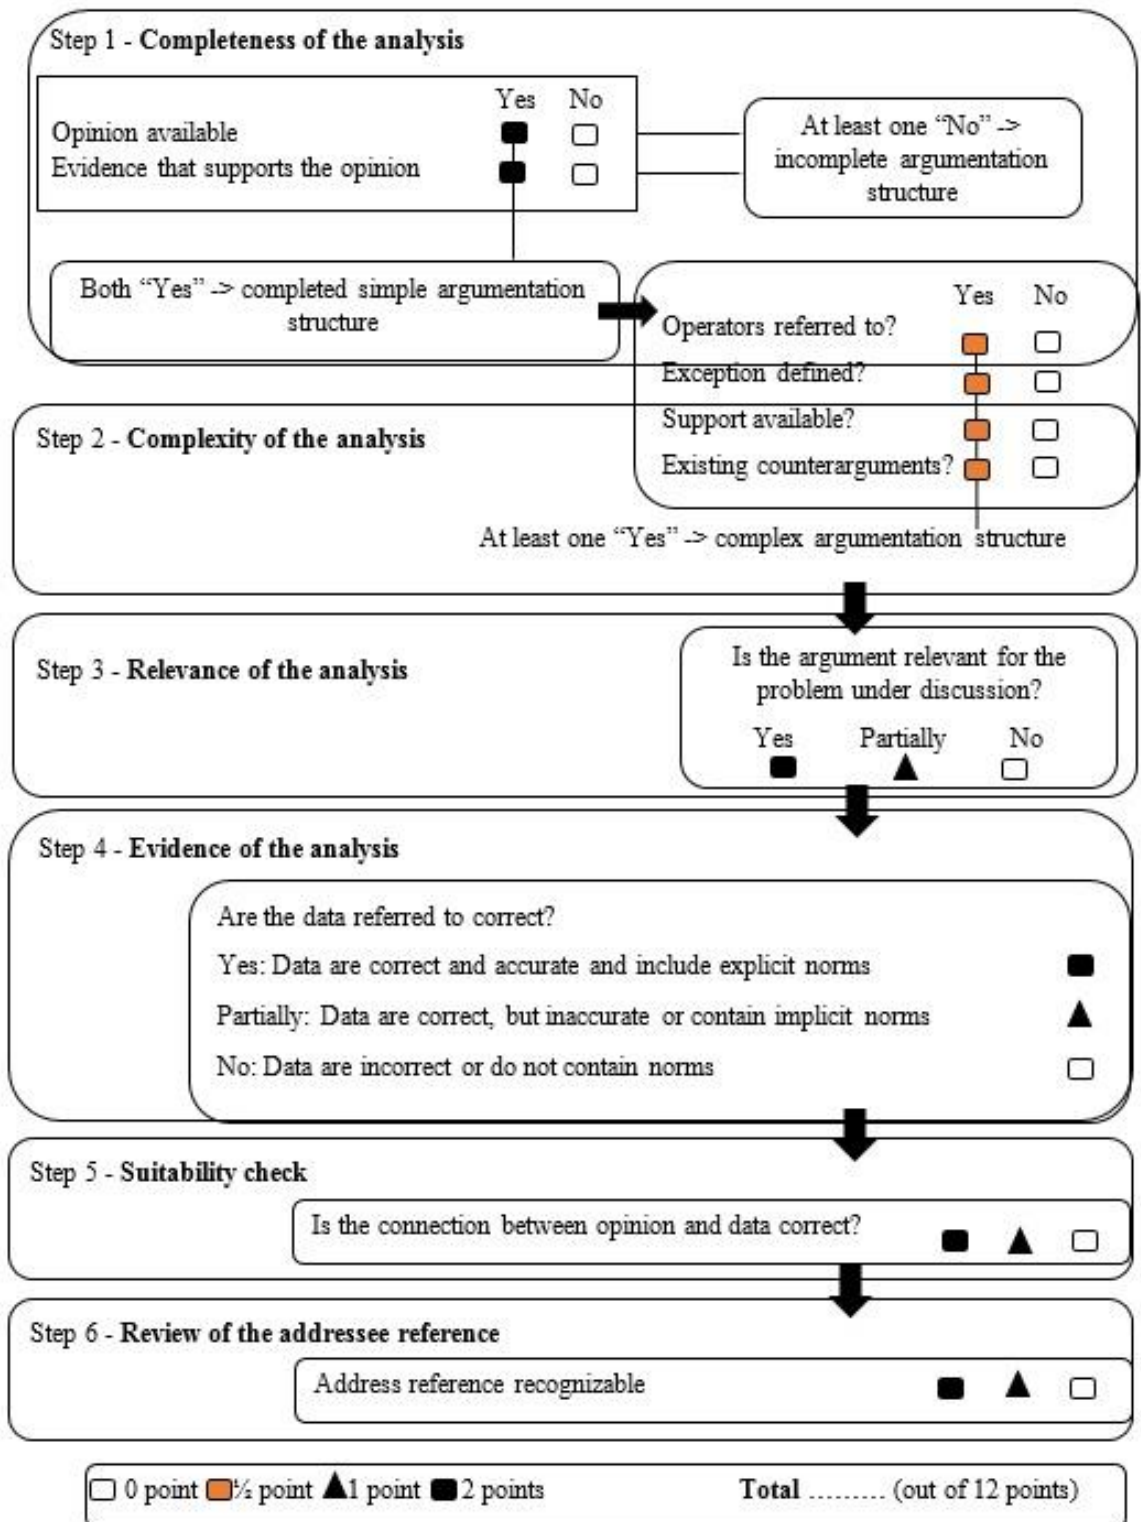 Step 1 - Completeness of the analysis
Yes No
Opinion available
Evidence that supports the opinion
At least one “No” ->
incomplete argumentation
structure
Both “Yes” -> completed simple argumentation
structure
Yes No
Operators referred to?
Exception defined?
Support available?
Existing counterarguments?
Step 2 - Complexity of the analysis
At least one “Yes” -> complex argumentation structure
Step 3 - Relevance of the analysis
Is the argument relevant for the
problem under discussion?
Yes Partially No
Step 4 - Evidence of the analysis
Are the data referred to correct?
Yes: Data are correct and accurate and include explicit norms
Partially: Data are correct, but inaccurate or contain implicit norms
No: Data are incorrect or do not contain norms
Step 5 - Suitability check
Is the connection between opinion and data correct?
Step 6 - Review of the addressee reference
Address reference recognizable
0 point ½ point 1 point 2 points Total ......... (out of 12 points)